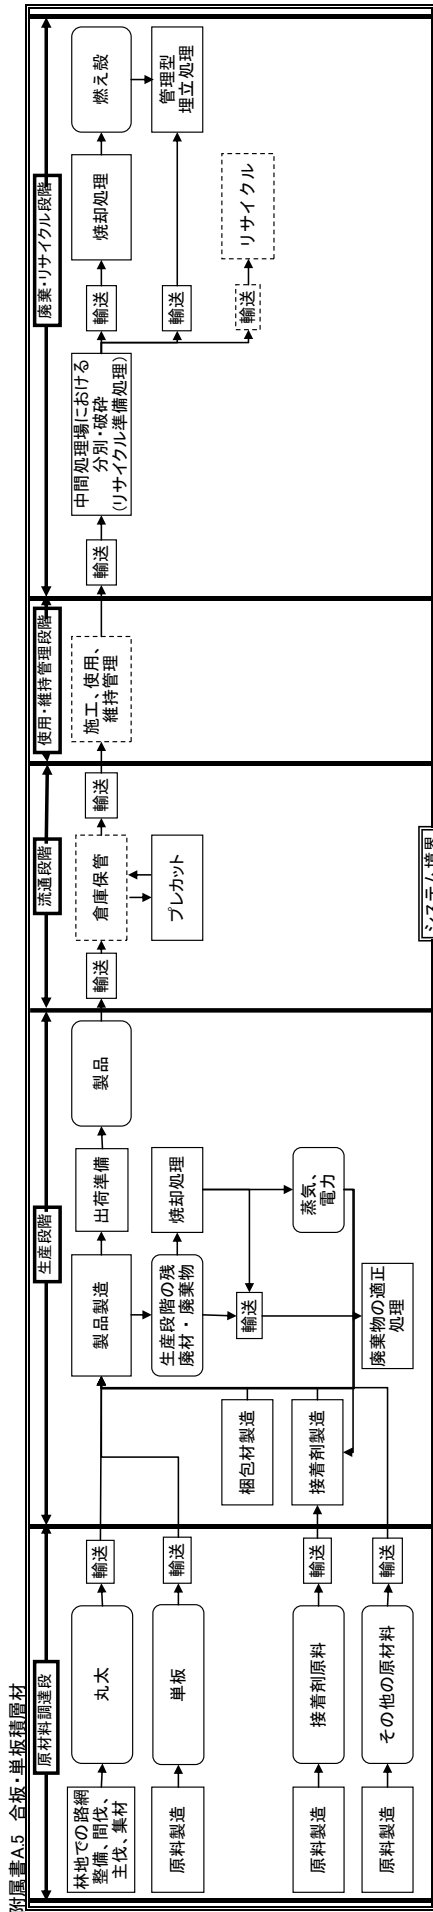 附属書A.5 合板・単板積層材
原材料調達段
生産段階
流通段階
使用・維持管理段階
廃棄・リサイクル段階
林地での路網
整備、間伐、
主伐、集材
丸太
輸送
原料製造
単板
輸送
原料製造
接着剤原料
輸送
原料製造
その他の原材料
輸送
製品製造
出荷準備
製品
生産段階の残
廃材・廃棄物
焼却処理
輸送
梱包材製造
接着剤製造
蒸気、
電力
廃棄物の適正
処理
輸送
倉庫保管
輸送
プレカット
施工、使用、
維持管理
輸送
中間処理場における
分別・破砕
(リサイクル準備処理)
輸送
焼却処理
燃え殻
輸送
管理型
埋立処理
輸送
リサイクル
システム境界